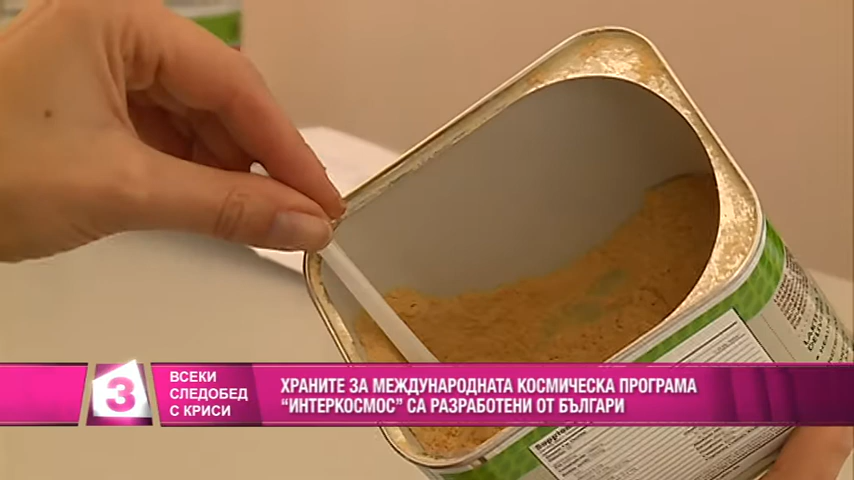 3
ВСЕКИ
СЛЕДОБЕД
С КРИСИ
ХРАНИТЕ ЗА МЕЖДУНАРОДНАТА КОСМИЧЕСКА ПРОГРАМА
“ИНТЕРКОСМОС” СА РАЗРАБОТЕНИ ОТ БЪЛГАРИ